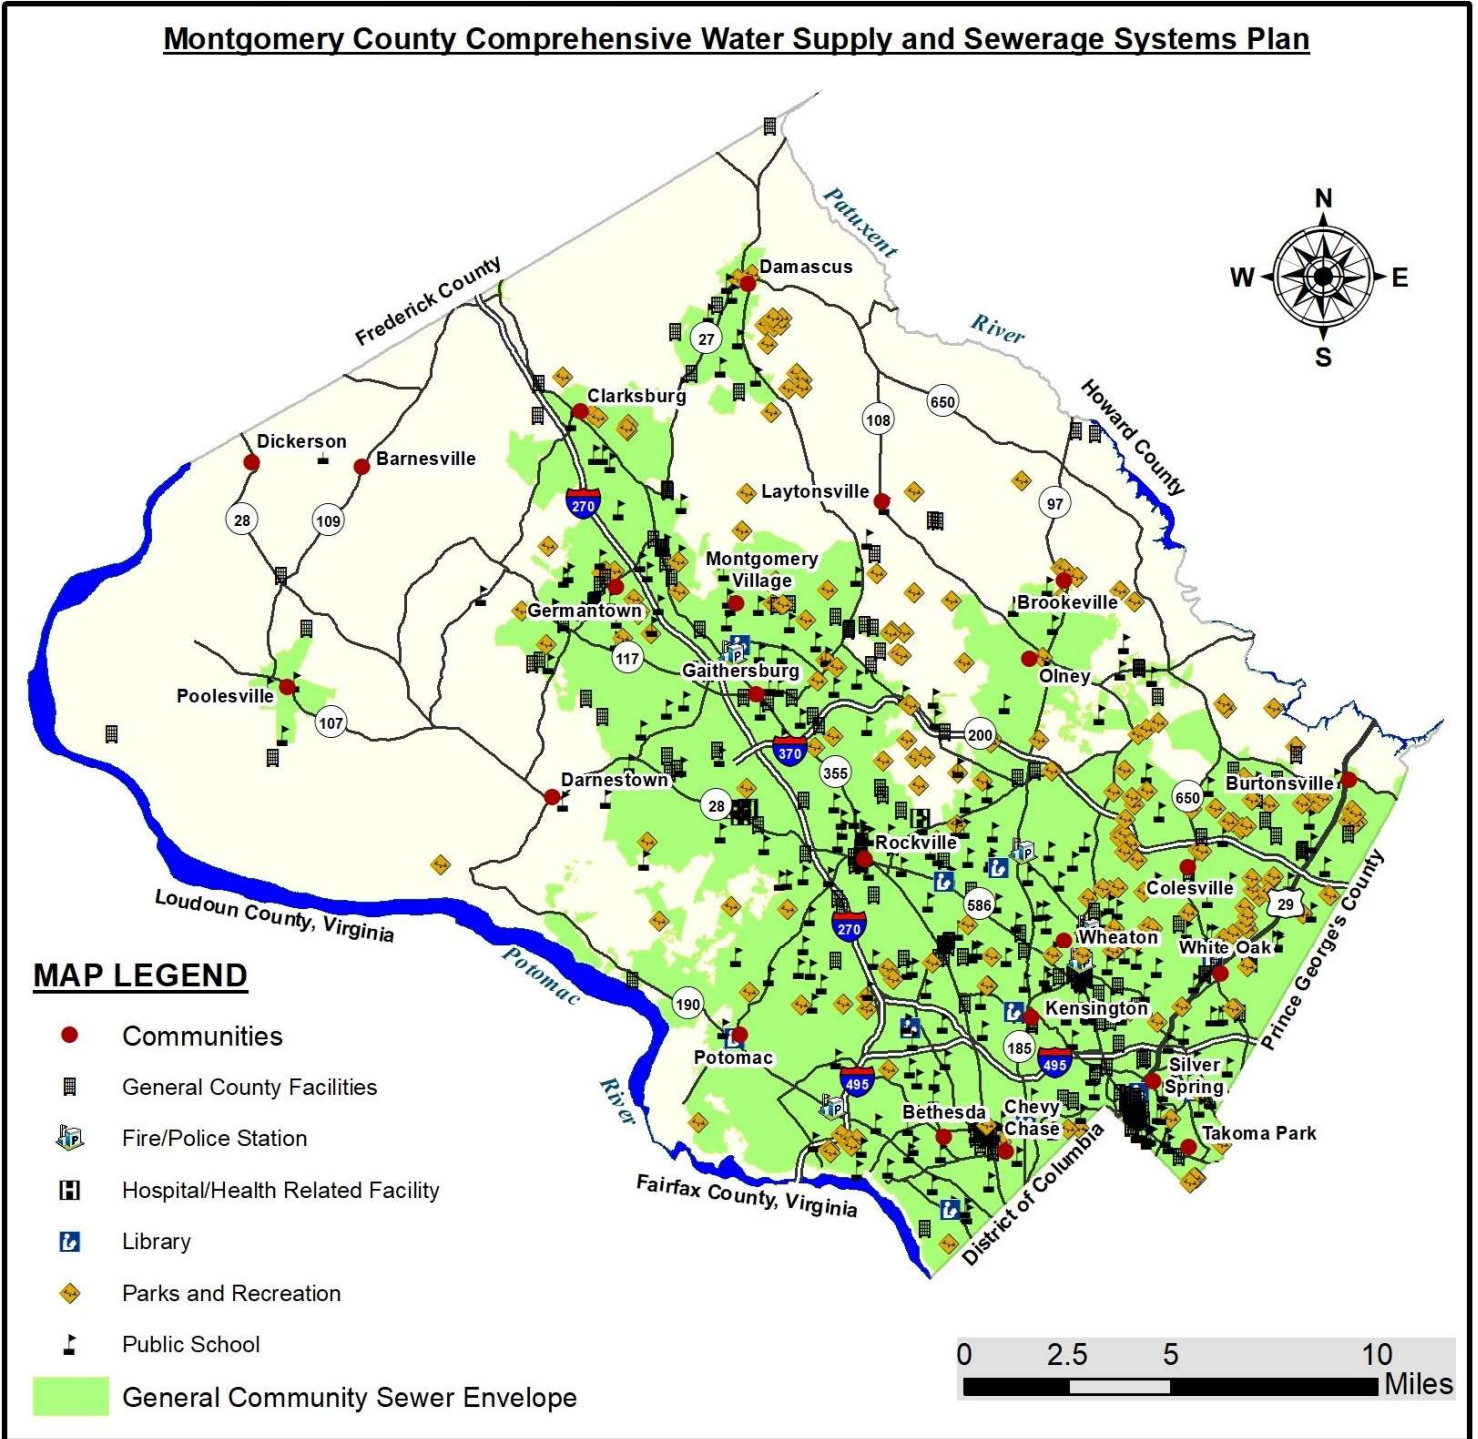 Montgomery County Comprehensive Water Supply and Sewerage Systems Plan
Patuxent
River
N
W
E
S
Damascus
Frederick County
27
Clarksburg
650
108
Howard County
Dickerson
Barnesville
Laytonsville
270
97
28
109
Montgomery
Village
Germantown
Brookeville
117
Gaithersburg
Olney
Poolesville
107
200
370
355
Darnestown
Burtonsville
28
650
Rockville
Colesville
586
29
Loudoun County, Virginia
270
Wheaton
White Oak
Prince George's County
Potomac
190
Kensington
185
Potomac
495
495
Silver
Spring
River
Bethesda
Chevy
Chase
Takoma Park
Fairfax County, Virginia
District of Columbia
MAP LEGEND
Communities
General County Facilities
P
Fire/Police Station
H
Hospital/Health Related Facility
Library
Parks and Recreation
Public School
General Community Sewer Envelope
0 2.5 5 10
Miles